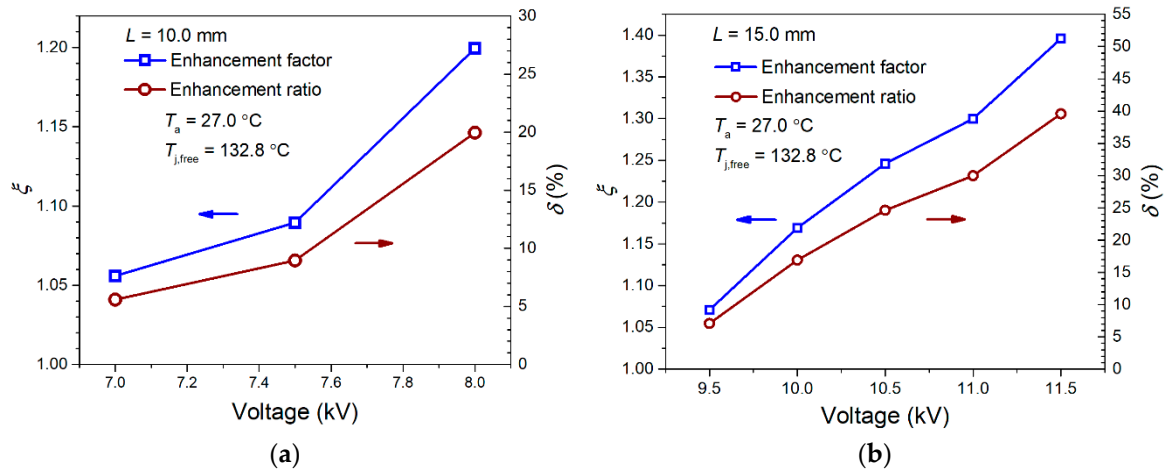 L = 10.0 mm
Enhancement factor
Enhancement ratio
Ta = 27.0 °C
Tj,free = 132.8 °C
1.20
1.15
1.10
1.05
1.00
ξ
30
25
20
15
10
5
0
δ (%)
7.0 7.2 7.4 7.6 7.8 8.0
Voltage (kV)
(a)
L = 15.0 mm
Enhancement factor
Enhancement ratio
Ta = 27.0 °C
Tj,free = 132.8 °C
1.40
1.35
1.30
1.25
1.20
1.15
1.10
1.05
1.00
ξ
55
50
45
40
35
30
25
20
15
10
5
0
δ (%)
9.5 10.0 10.5 11.0 11.5
Voltage (kV)
(b)